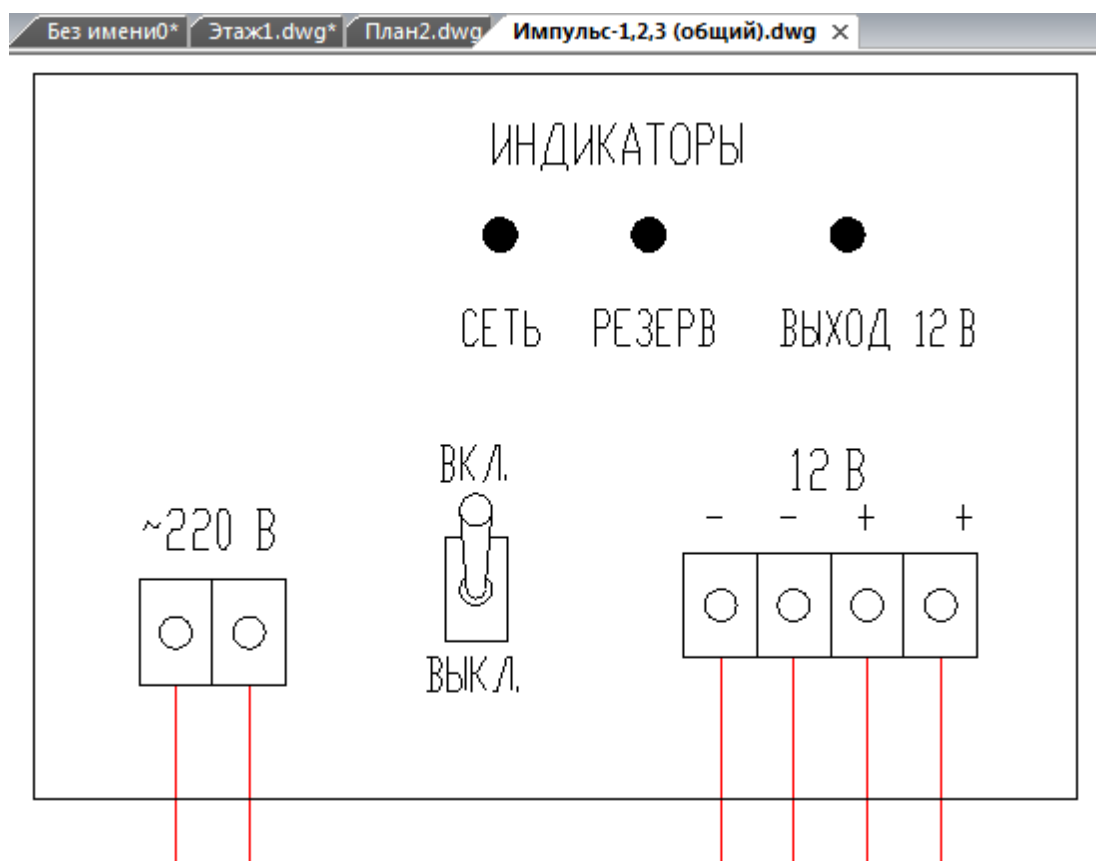 Без имени0* Этаж1.dwg* План2.dwg Импульс-1,2,3 (общий).dwg ×
ИНДИКАТОРЫ
СЕТЬ РЕЗЕРВ ВЫХОД 12 В
ВКЛ. 12 В
~220 В - - + +
ВЫКЛ.